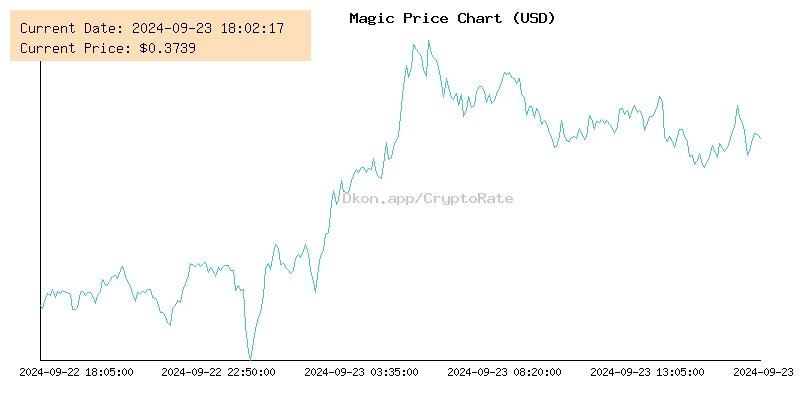 Magic Price Chart (USD)
Current Date: 2024-09-23 18:02:17
Current Price: $0.3739
Dkon.app/CryptoRate
2024-09-22 18:05:00 2024-09-22 22:50:00 2024-09-23 03:35:00 2024-09-23 08:20:00 2024-09-23 13:05:00 2024-09-23